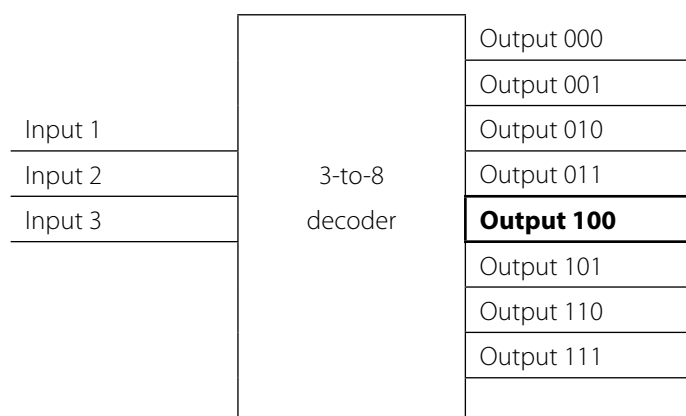 Output 000
Output 001
Input 1
Output 010
Input 2
3-to-8
Output 011
Input 3
decoder
Output 100
Output 101
Output 110
Output 111